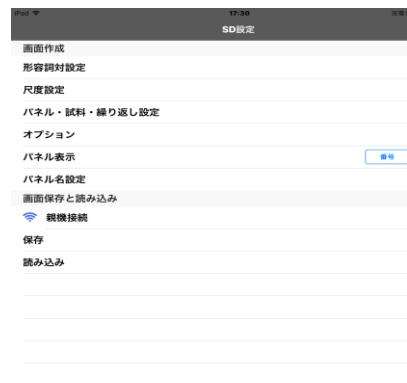 iPad 17:30
SD設定
画面作成
形容詞対設定
尺度設定
パネル・試料・繰り返し設定
オプション
パネル表示 番号
パネル名設定
画面保存と読み込み
親機接続
保存
読み込み